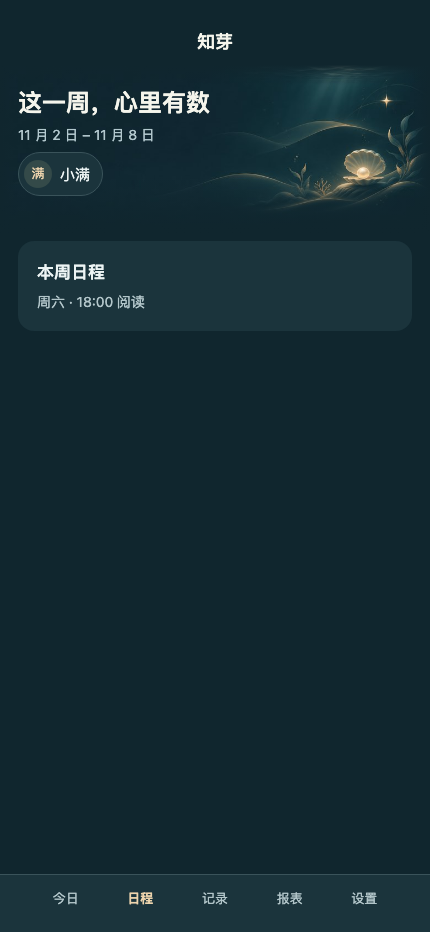 知芽
这一周，心里有数
11 月 2 日 – 11 月 8 日
满 小满
本周日程
周六 · 18:00 阅读
今日 日程 记录 报表 设置